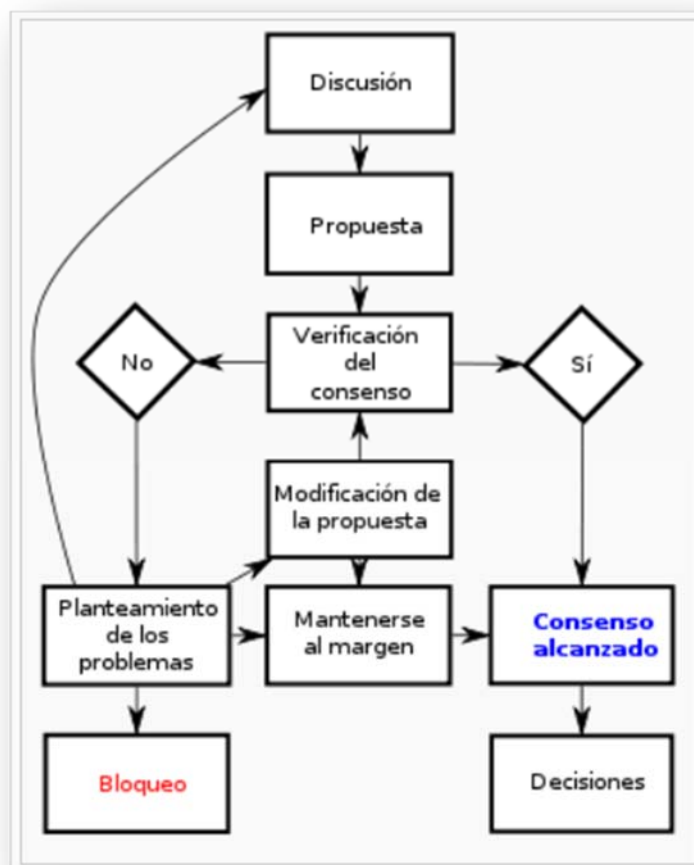 Discusión
Propuesta
Verificación
del
consenso
No
Sí
Modificación de
la propuesta
Planteamiento
de los
problemas
Mantenerse
al margen
Consenso
alcanzado
Bloqueo
Decisiones